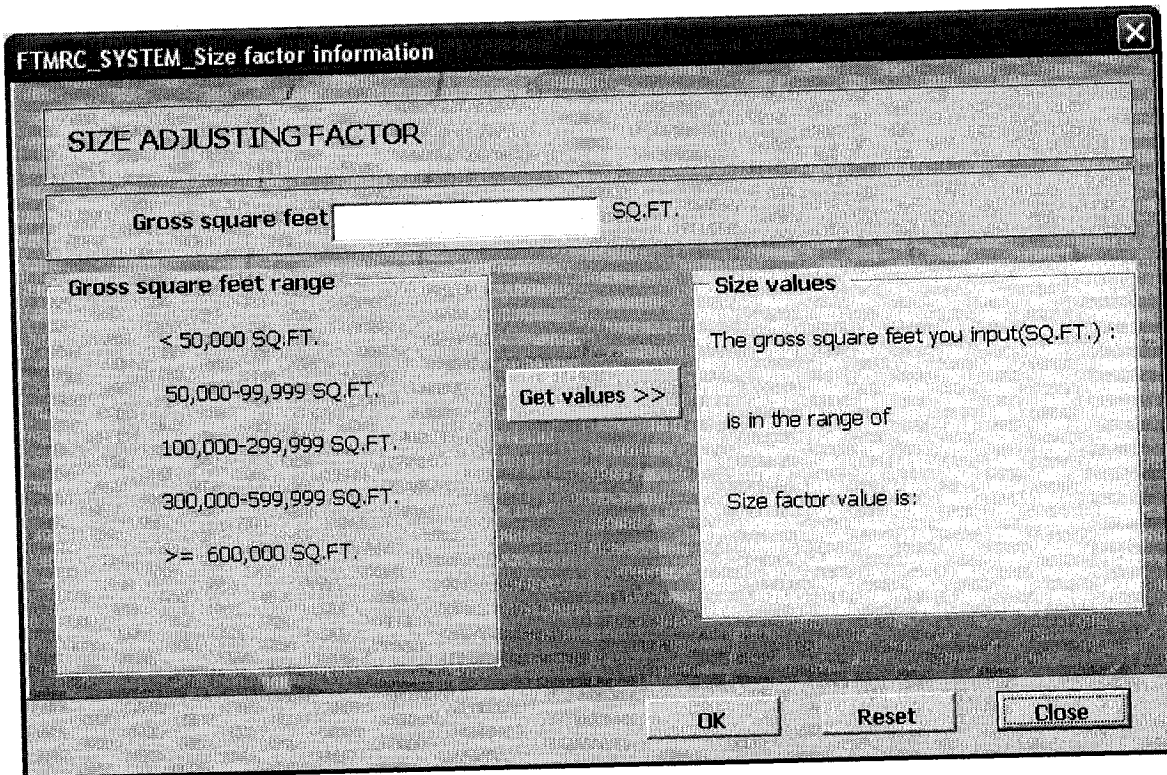 FTMRC_SYSTEM_Size factor information
SIZE ADJUSTING FACTOR
Gross square feet SQ.FT.
Gross square feet range
< 50,000 SQ.FT.
50,000-99,999 SQ.FT.
100,000-299,999 SQ.FT.
300,000-599,999 SQ.FT.
>= 600,000 SQ.FT.
Get values >>
Size values
The gross square feet you input(SQ.FT.) :
is in the range of
Size factor value is:
OK Reset Close